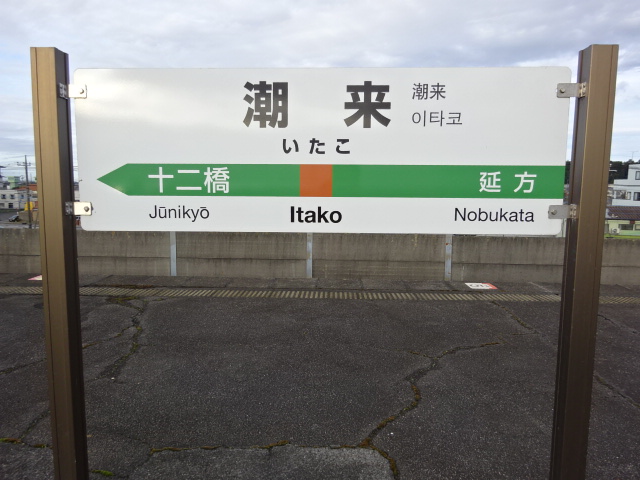 潮来
潮来
이타코
いたこ
十二橋
延方
Jūnikyō
Itako
Nobukata